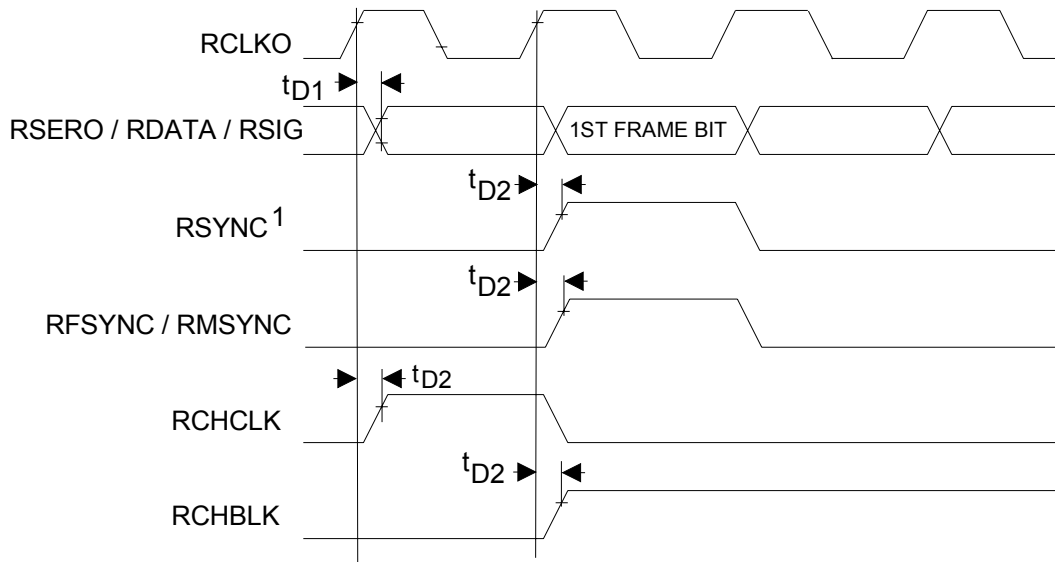 RCLKO
tD1
RSERO / RDATA / RSIG
1ST FRAME BIT
tD2
RSYNC1
tD2
RFSYNC / RMSYNC
tD2
RCHCLK
tD2
RCHBLK